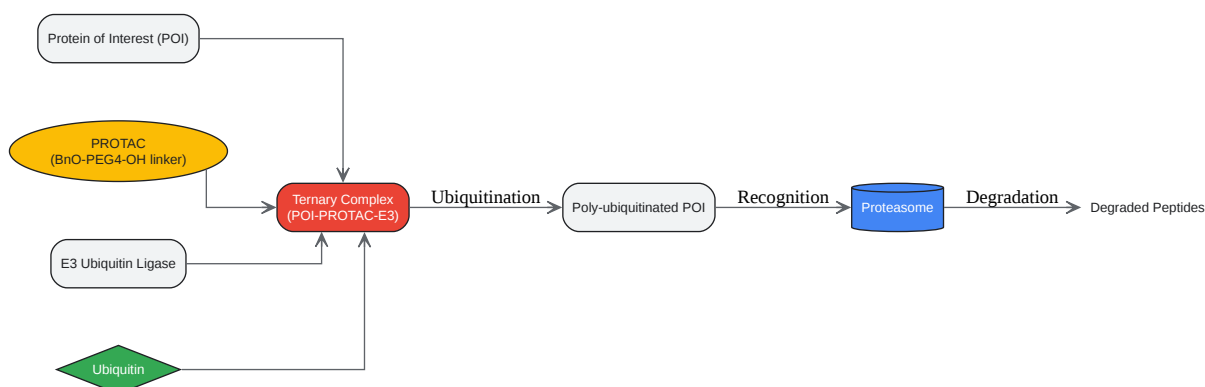 Protein of Interest (POI)
PROTAC
(BnO-PEG4-OH linker)
Ternary Complex
(POI-PROTAC-E3)
Ubiquitination
Poly-ubiquitinated POI
Recognition
Proteasome
Degradation
Degraded Peptides
E3 Ubiquitin Ligase
Ubiquitin